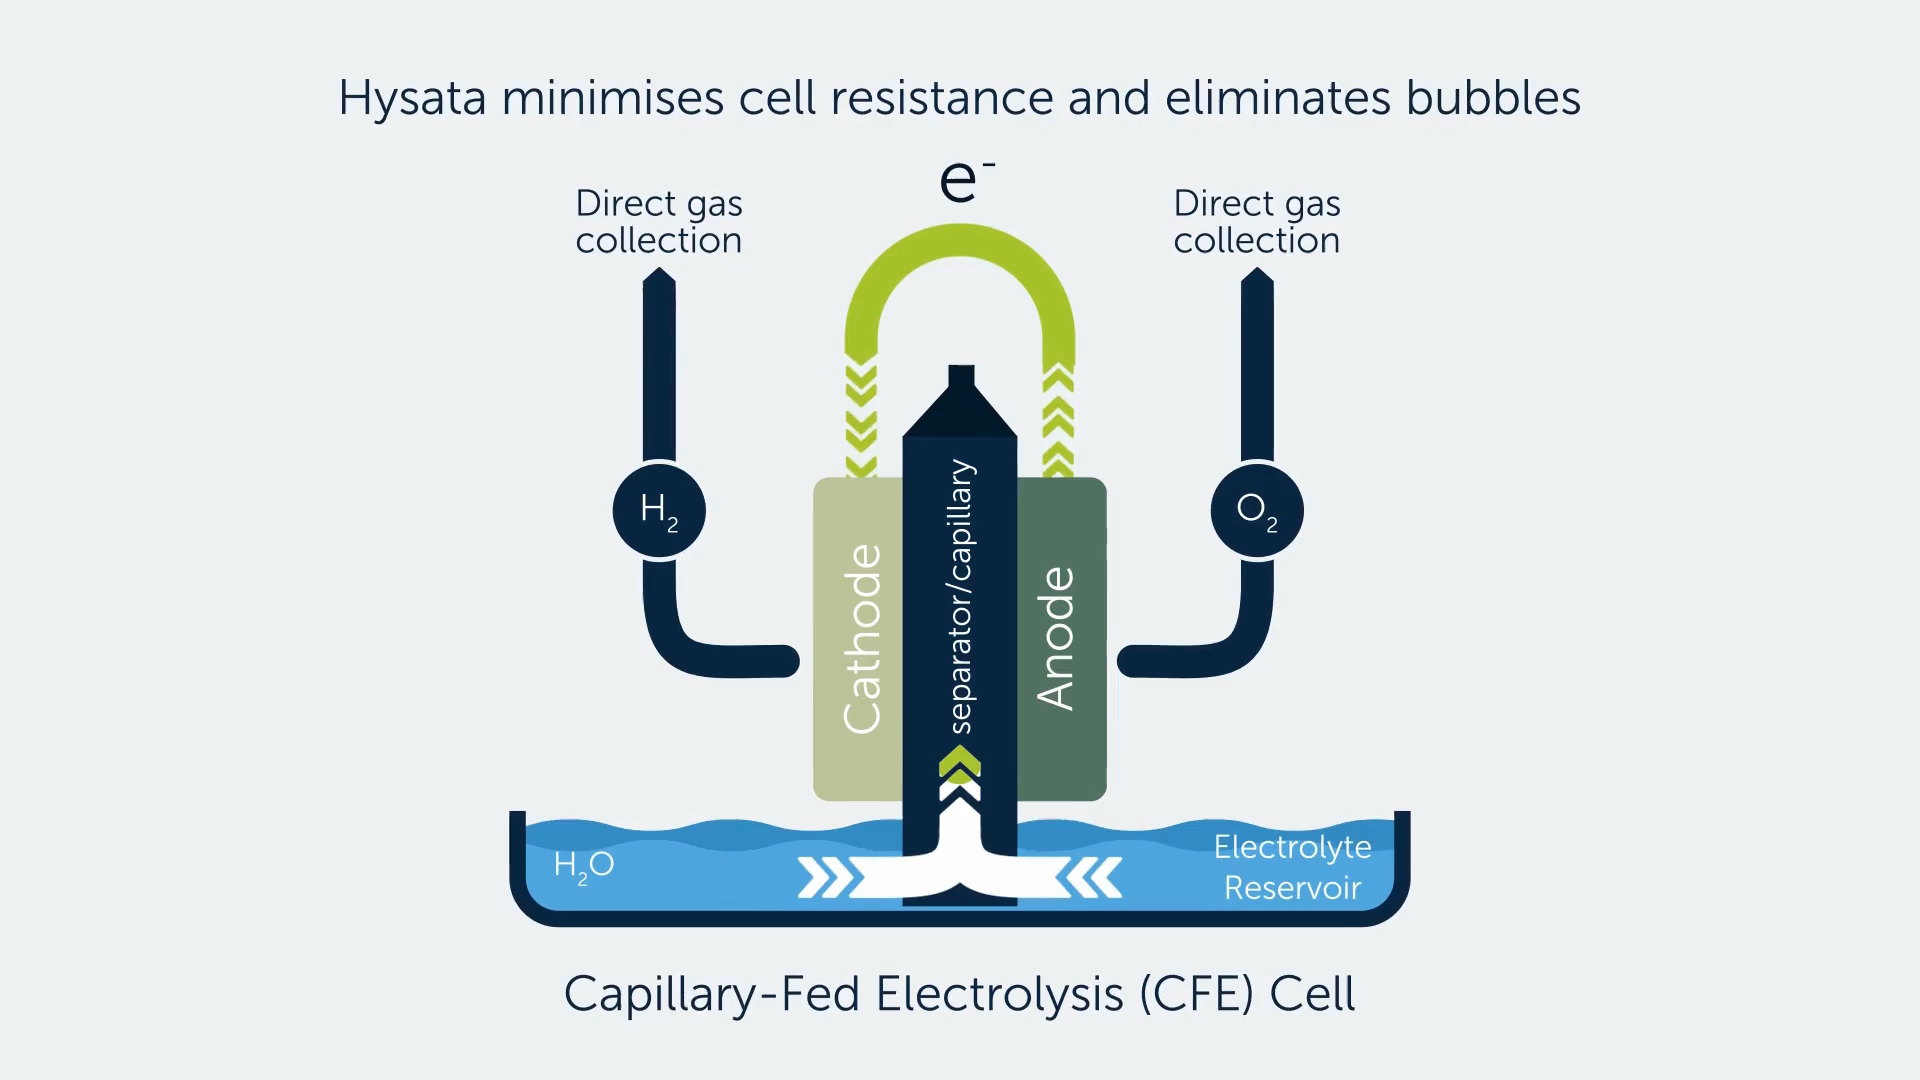 Hysata minimises cell resistance and eliminates bubbles
e⁻
Direct gas
collection
Direct gas
collection
H₂
O₂
Cathode
separator/capillary
Anode
H₂O
Electrolyte
Reservoir
Capillary-Fed Electrolysis (CFE) Cell